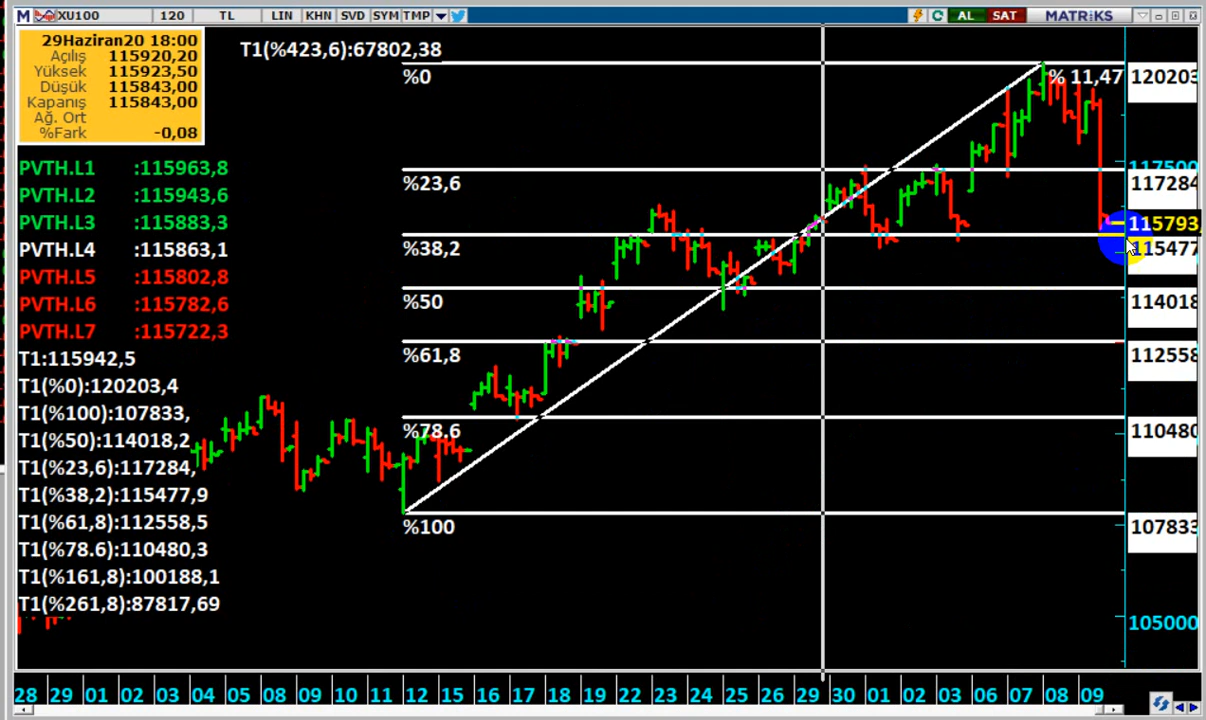 XU100 120 TL LIN KHN SVD SYM TMP AL SAT MATRiKS
29Haziran20 18:00
Açılış 115920,20
Yüksek 115923,50
Düşük 115843,00
Kapanış 115843,00
Ağ. Ort
%Fark -0,08
T1(%423,6):67802,38
PVTH.L1 :115963,8
PVTH.L2 :115943,6
PVTH.L3 :115883,3
PVTH.L4 :115863,1
PVTH.L5 :115802,8
PVTH.L6 :115782,6
PVTH.L7 :115722,3
T1:115942,5
T1(%0):120203,4
T1(%100):107833,
T1(%50):114018,2
T1(%23,6):117284,
T1(%38,2):115477,9
T1(%61,8):112558,5
T1(%78.6):110480,3
T1(%161,8):100188,1
T1(%261,8):87817,69
%0
%23,6
%38,2
%50
%61,8
%78.6
%100
% 11,47
120203
117500
117284
115793
115477
114018
112558
110480
107833
105000
28 29 01 02 03 04 05 08 09 10 11 12 15 16 17 18 19 22 23 24 25 26 29 30 01 02 03 06 07 08 09